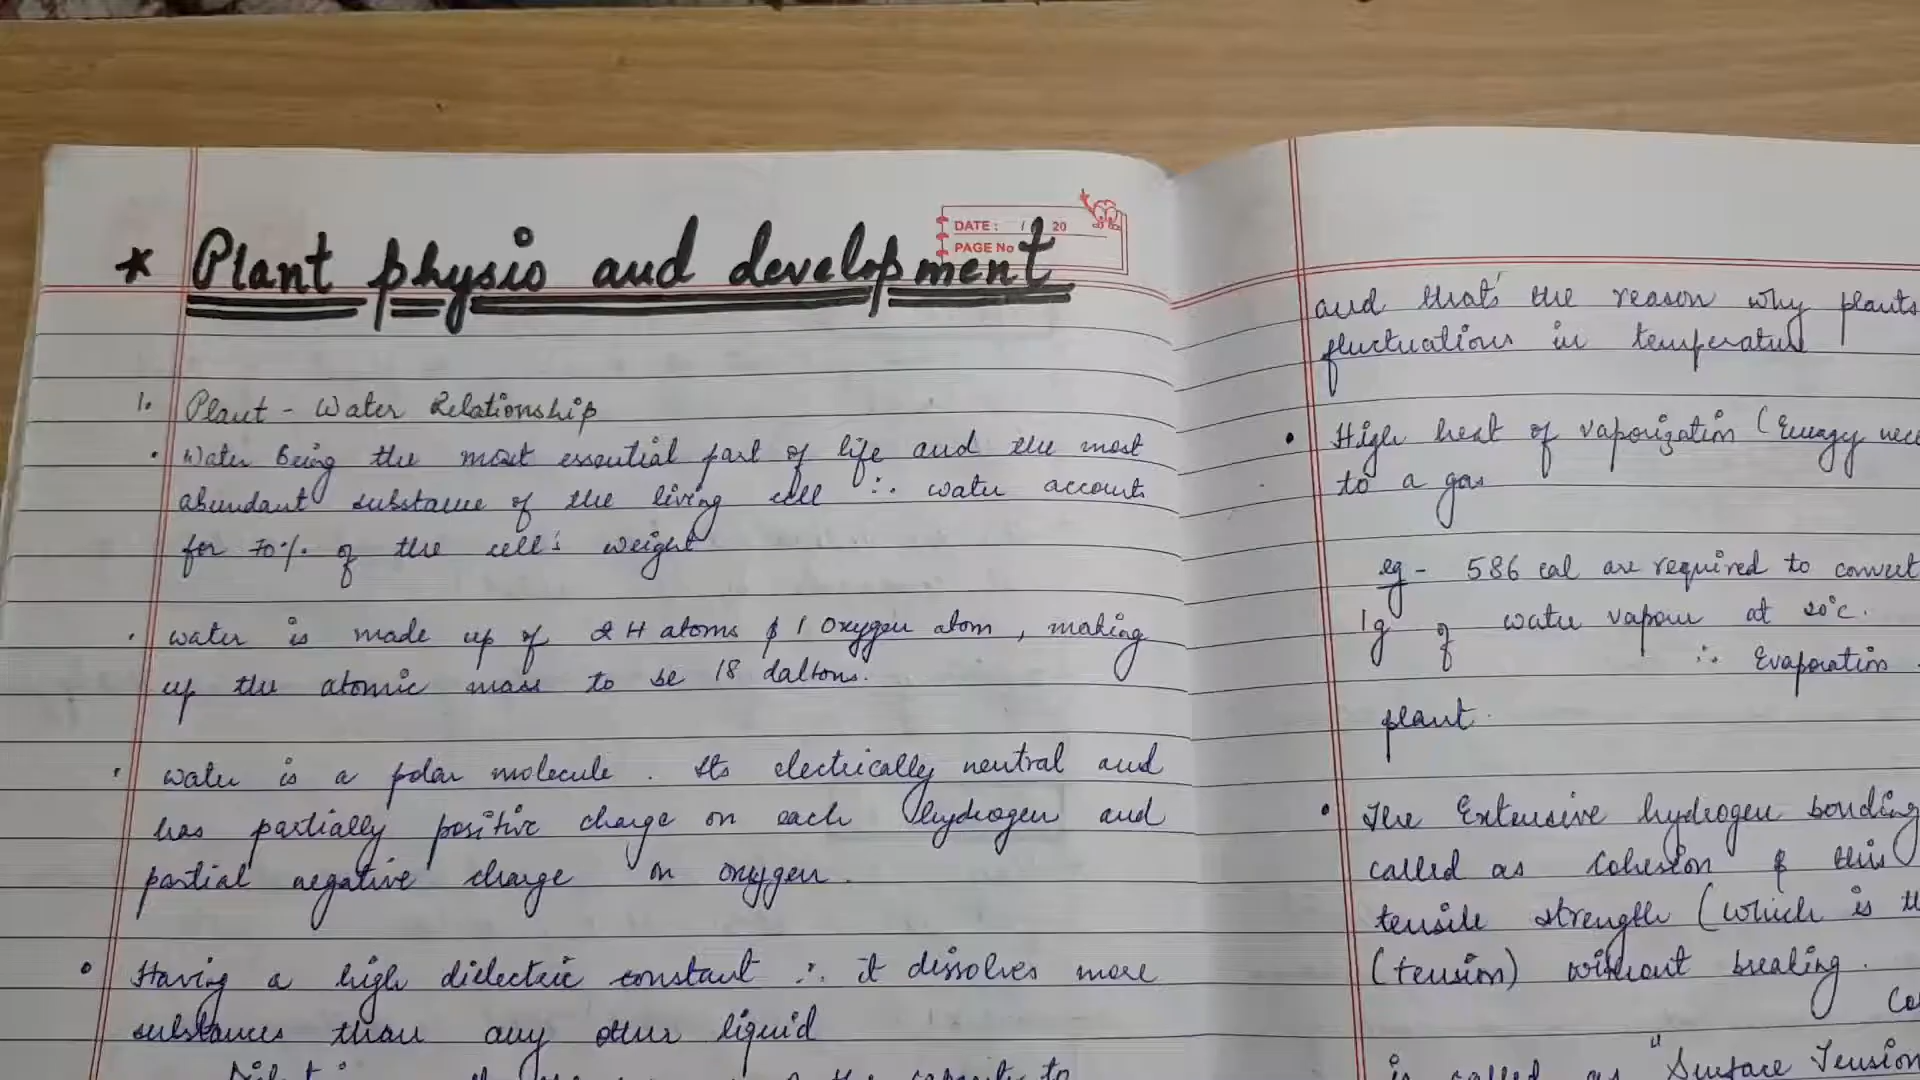 DATE: / 20
PAGE No
* Plant physio and development
1. Plant - Water Relationship
• Water Being the most essential part of life and the most
abundant substance of the living cell ∴ water accounts
for 70% of the cell's weight
• water is made up of 2 H atoms & 1 Oxygen atom, making
up the atomic mass to be 18 daltons.
• water is a polar molecule. Its electrically neutral and
has partially positive charge on each hydrogen and
partial negative charge on oxygen.
• Having a high dielectric constant ∴ it dissolves more
substances than any other liquid
the capacity to
and that's the reason why plants
fluctuations in temperature
• High heat of vaporization (Energy nece
to a gas
eg - 586 cal are required to convert
1g of water vapour at 20°c.
∴ Evaporation
plant.
• The Extensive hydrogen bonding
called as Cohesion & this
tensile strength (which is th
(tension) without breaking.
Co
is called as "Surface Tension